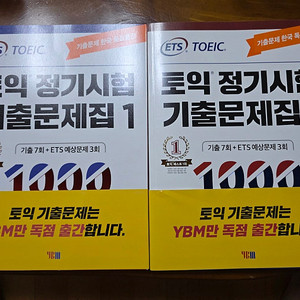 ETS TOEIC
기출문제 한국 독점출간
토익 정기시험
기출문제집 1
기출 7회 + ETS 예상문제 3회
1000
토익 기출문제는
YBM만 독점 출간합니다.
YBM
ETS TOEIC
기출문제 한국 독
토익 정기시험
기출문제집
기출 7회 + ETS 예상문제 3회
1
1000
토익 기출문제는
YBM만 독점 출간합니다.
YBM